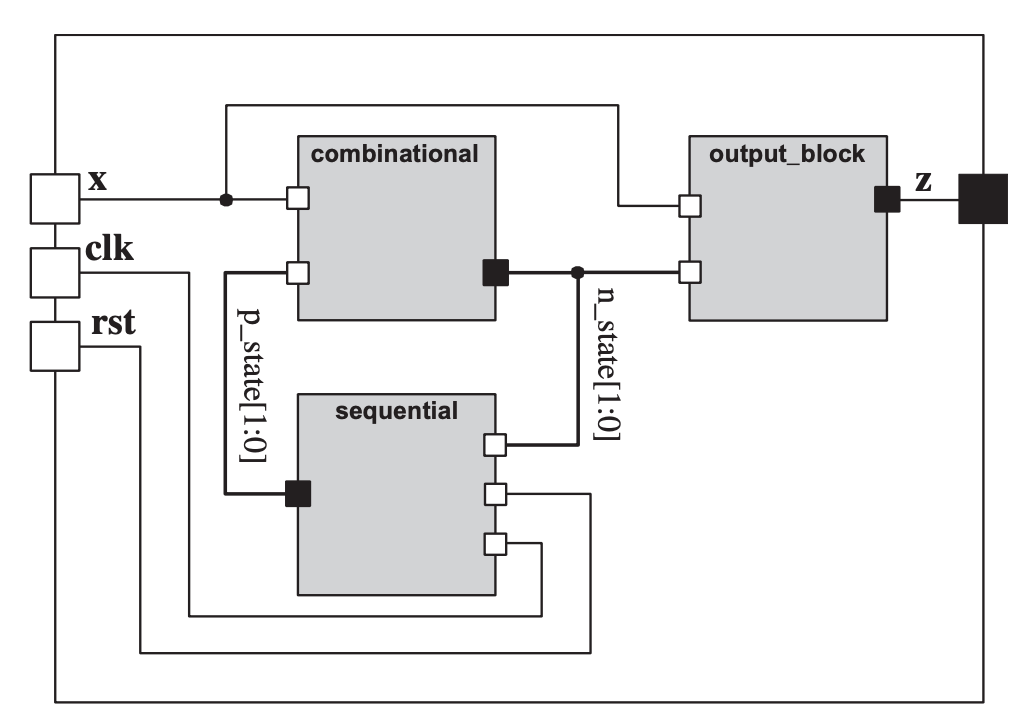 combinational
output_block
x
z
clk
rst
p_state[1:0]
n_state[1:0]
sequential